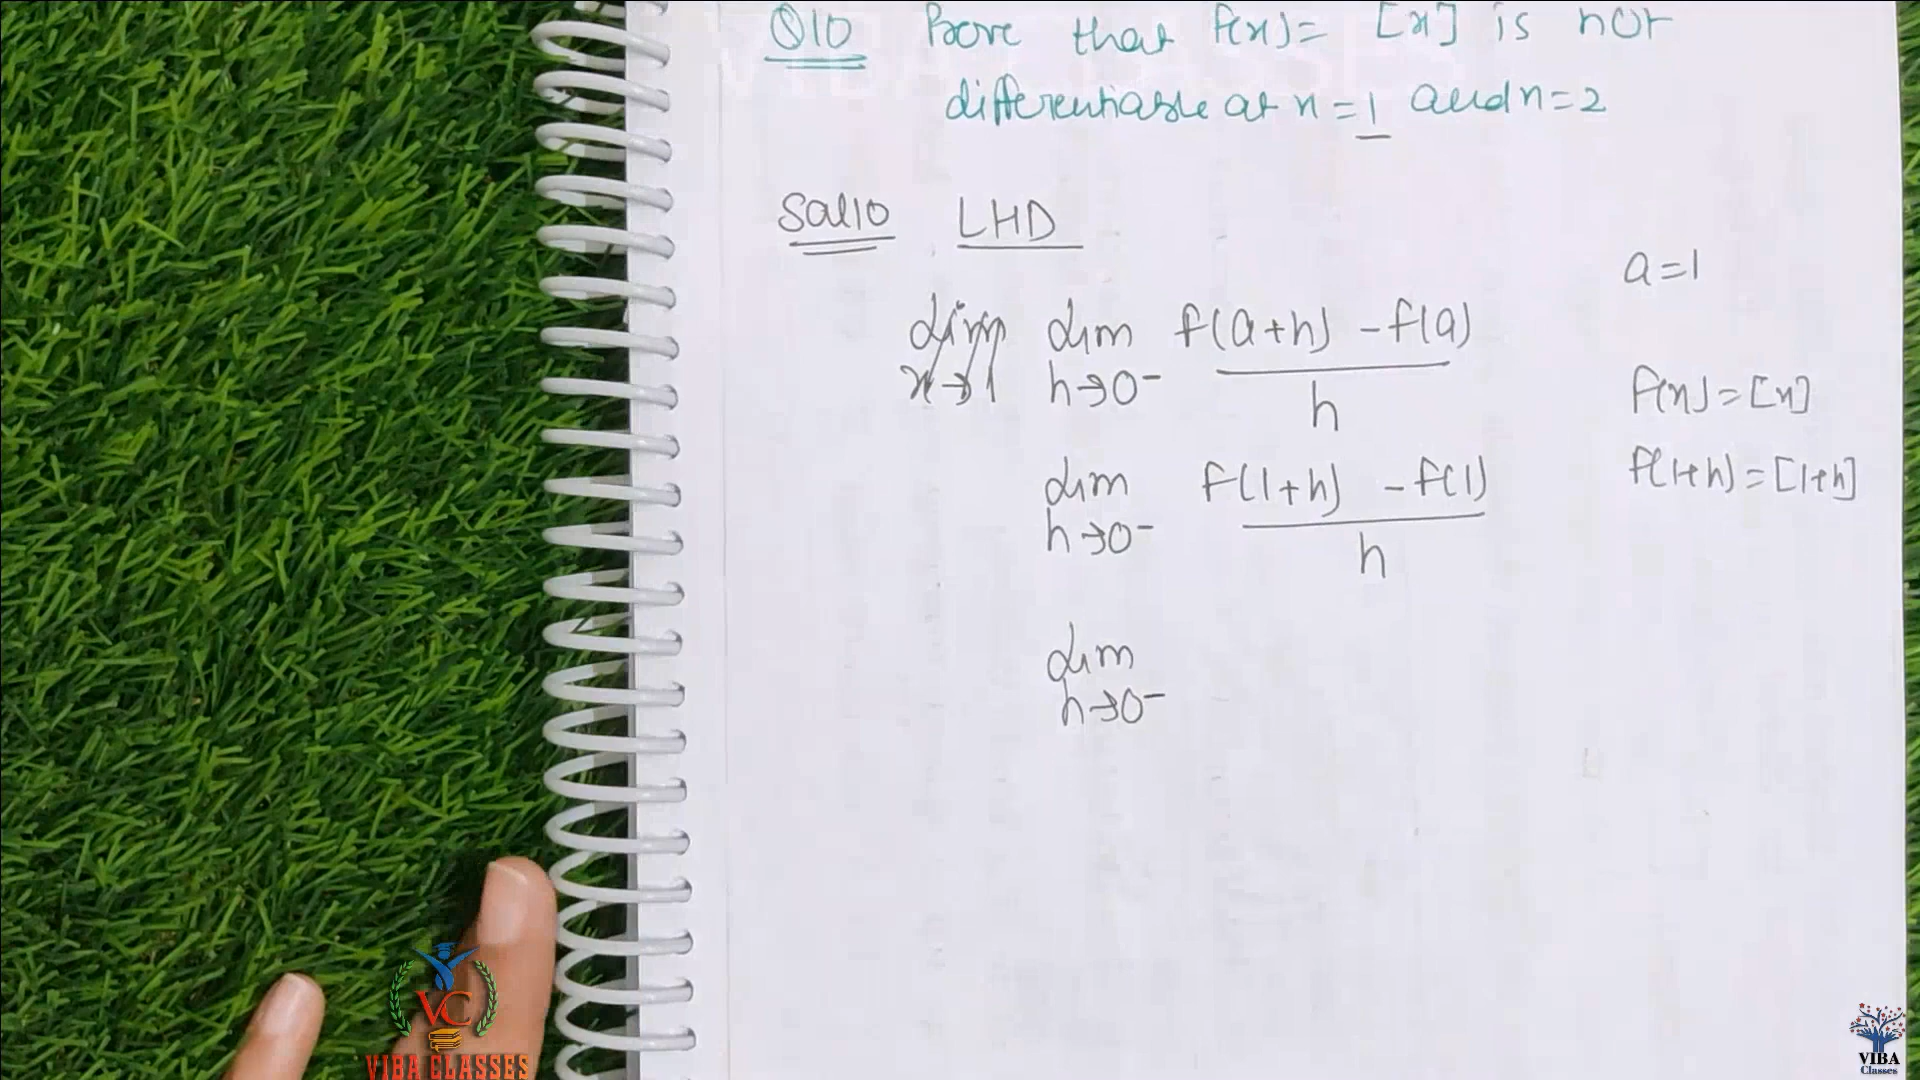 Q10 Prove that f(x) = [x] is not
differentiable at x = 1 and x = 2
Sol10 LHD
a = 1
lim x→1 lim h→0⁻ f(a+h) - f(a) / h
f(x) = [x]
f(1+h) = [1+h]
lim h→0⁻ f(1+h) - f(1) / h
lim h→0⁻
VC
VIBA CLASSES
VIBA
Classes